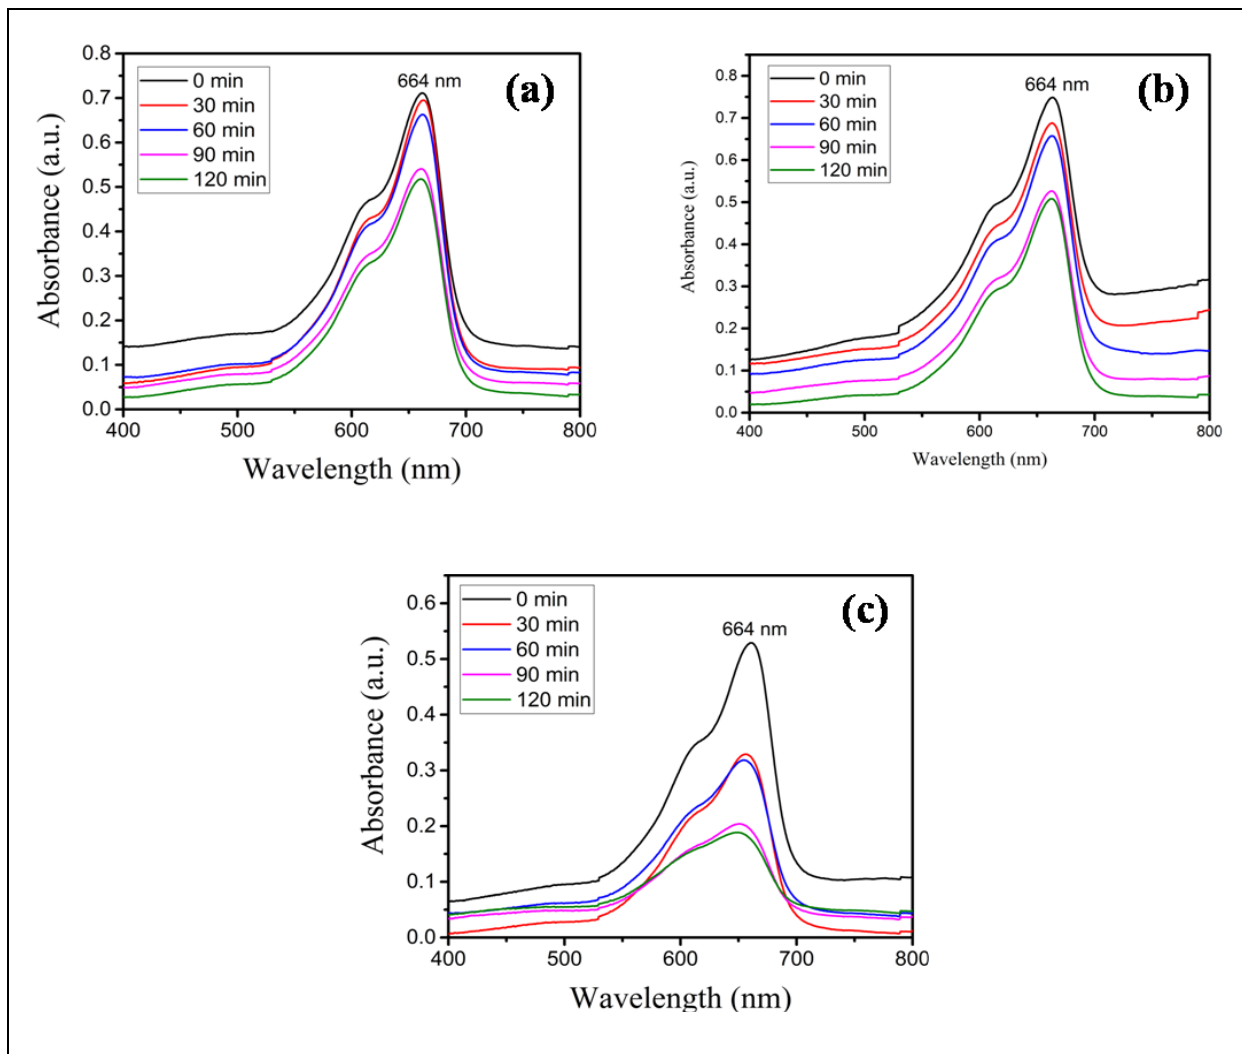 (a)
664 nm
0 min
30 min
60 min
90 min
120 min
Absorbance (a.u.)
0.8
0.7
0.6
0.5
0.4
0.3
0.2
0.1
0.0
400 500 600 700 800
Wavelength (nm)
(b)
664 nm
0 min
30 min
60 min
90 min
120 min
Absorbance (a.u.)
0.8
0.7
0.6
0.5
0.4
0.3
0.2
0.1
0.0
400 500 600 700 800
Wavelength (nm)
(c)
664 nm
0 min
30 min
60 min
90 min
120 min
Absorbance (a.u.)
0.6
0.5
0.4
0.3
0.2
0.1
0.0
400 500 600 700 800
Wavelength (nm)